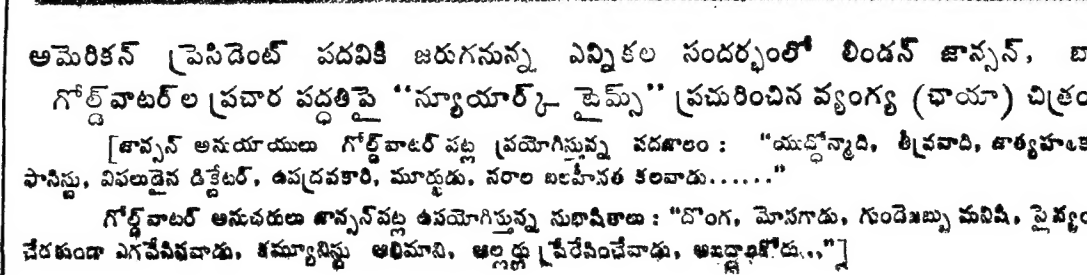 అమెరికన్ ప్రెసిడెంట్ పదవికి జరుగనున్న ఎన్నికల సందర్భంలో లిండన్ జాన్సన్,
గోల్డ్‌వాటర్‌ల ప్రచార పద్ధతిపై “న్యూయార్క్ టైమ్స్” ప్రచురించిన వ్యంగ్య (ఛాయా) చిత్రం
[జాన్సన్ అనుయాయులు గోల్డ్‌వాటర్ పట్ల ప్రయోగిస్తున్న పదజాలం : “యుద్ధోన్మాది, తీవ్రవాది,
ఫాసిస్టు, విఫలుడైన డిక్టేటర్, ఉపద్రవకారి, మూర్ఖుడు, నరాల బలహీనత కలవాడు......”
గోల్డ్‌వాటర్ అనుచరులు జాన్సన్‌పట్ల ఉపయోగిస్తున్న సుభాషితాలు : “దొంగ, మోసగాడు, గుండెజబ్బు మనిషి,
చేరకుండా ఎగవేసినవాడు, కమ్యూనిస్టు అభిమాని, అల్లర్లు ప్రేరేపించేవాడు,